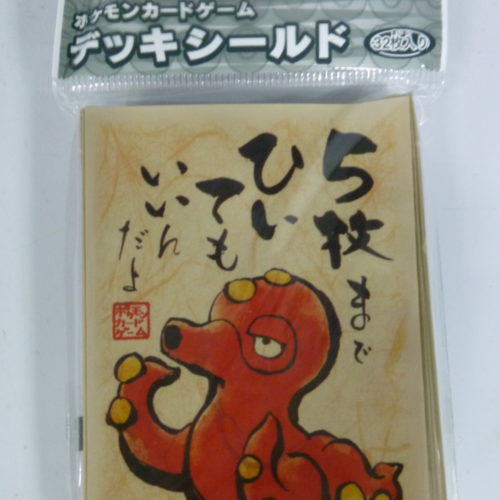 ポケモンカードゲーム
デッキシールド
32枚入り
5枚まで
ひい
ても
いいん
だよ
ポケモン
カード
ゲーム